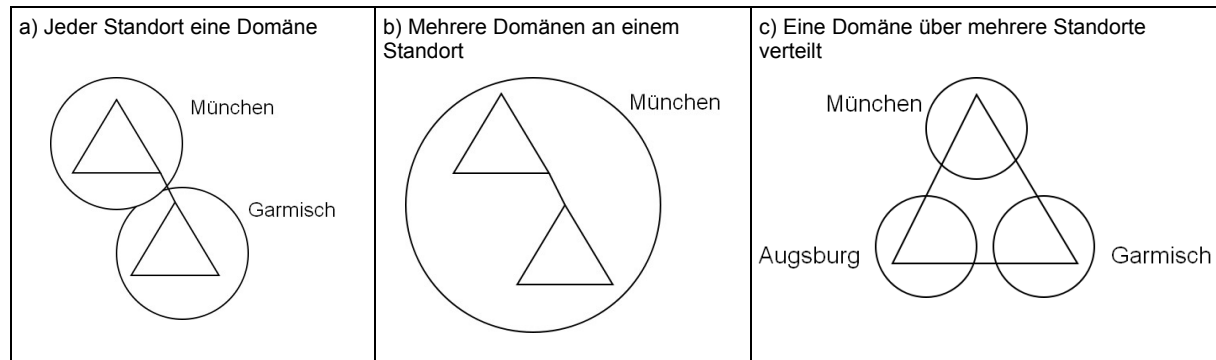 a) Jeder Standort eine Domäne
München
Garmisch
b) Mehrere Domänen an einem
Standort
München
c) Eine Domäne über mehrere Standorte
verteilt
München
Augsburg
Garmisch